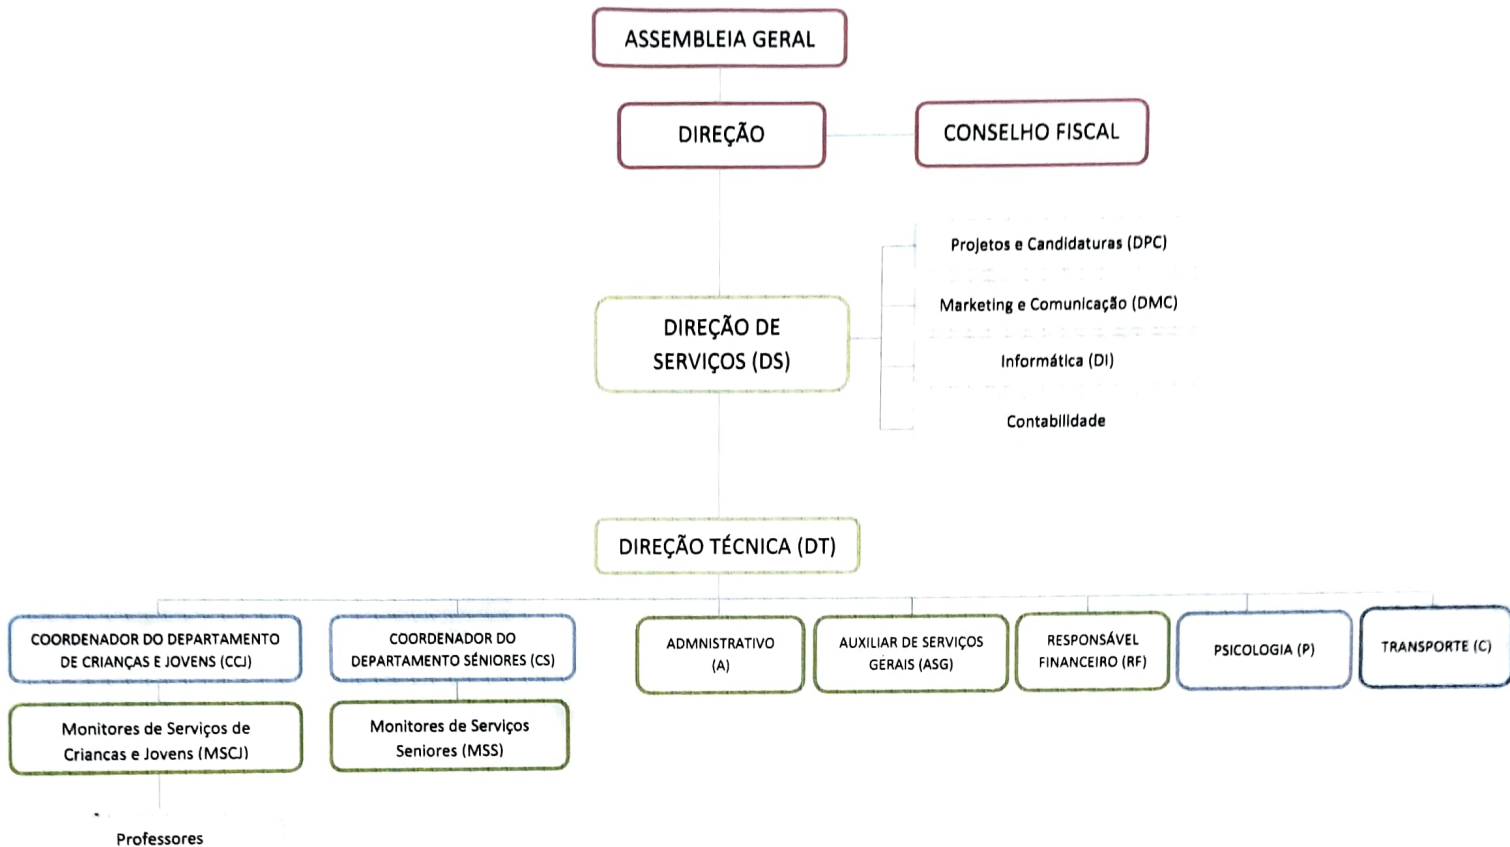 ASSEMBLEIA GERAL
DIREÇÃO
CONSELHO FISCAL
Projetos e Candidaturas (DPC)
Marketing e Comunicação (DMC)
Informática (DI)
Contabilidade
DIREÇÃO DE
SERVIÇOS (DS)
DIREÇÃO TÉCNICA (DT)
COORDENADOR DO DEPARTAMENTO
DE CRIANÇAS E JOVENS (CCJ)
COORDENADOR DO
DEPARTAMENTO SÉNIORES (CS)
ADMNISTRATIVO
(A)
AUXILIAR DE SERVIÇOS
GERAIS (ASG)
RESPONSÁVEL
FINANCEIRO (RF)
PSICOLOGIA (P)
TRANSPORTE (C)
Monitores de Serviços de
Criancas e Jovens (MSCJ)
Monitores de Serviços
Seniores (MSS)
Professores